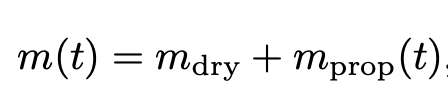 m(t) = m_dry + m_prop(t),